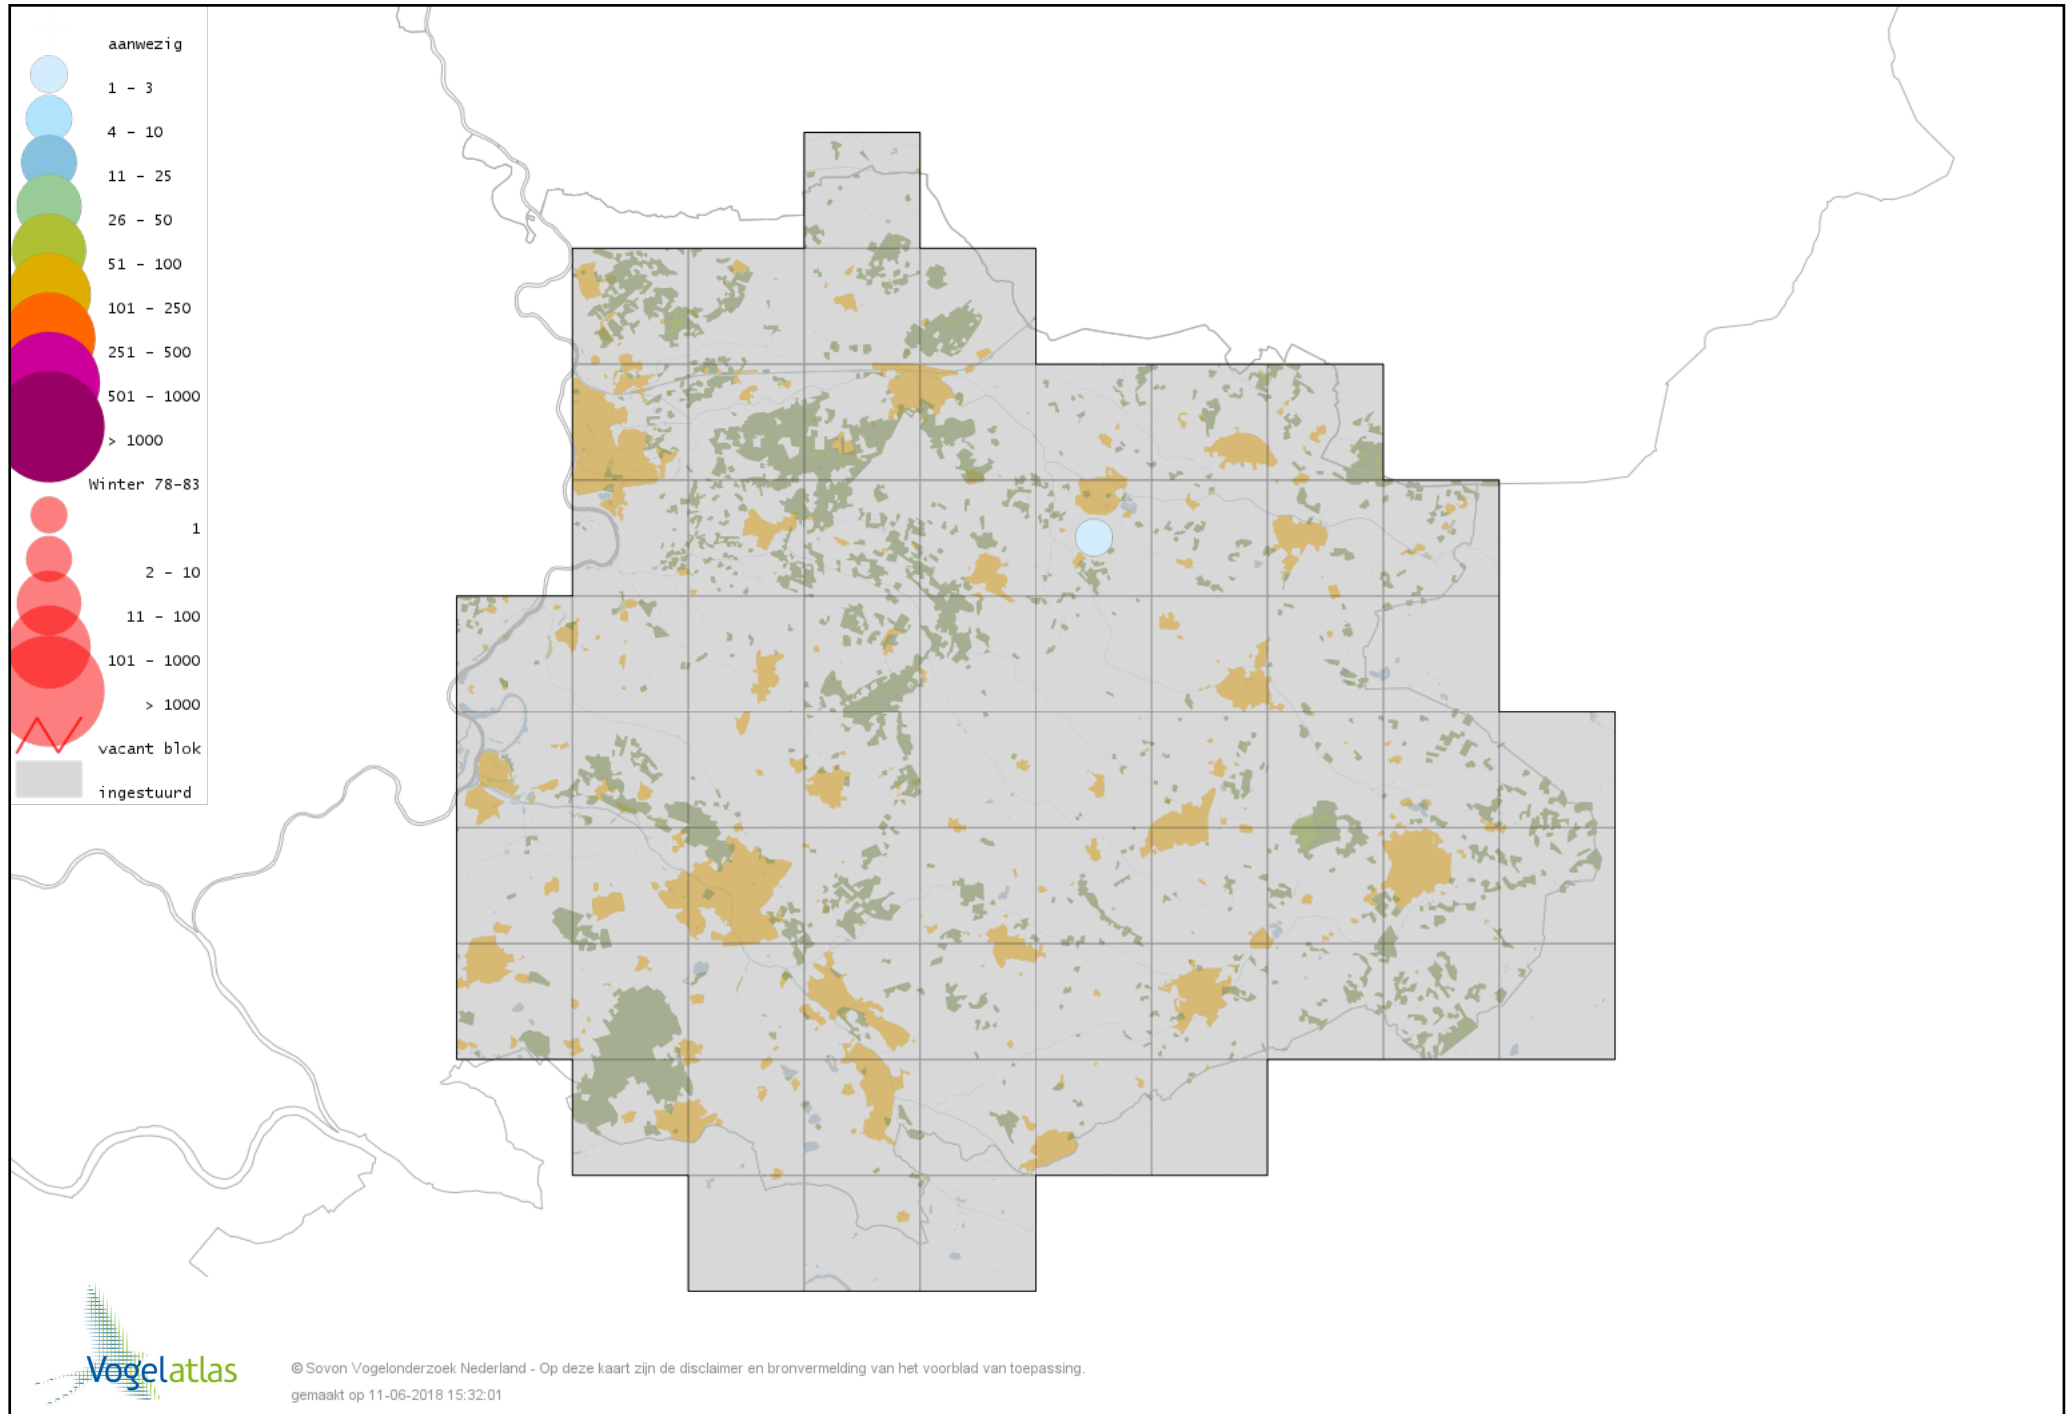 aanwezig
1 - 3
4 - 10
11 - 25
26 - 50
51 - 100
101 - 250
251 - 500
501 - 1000
> 1000
Winter 78-83
1
2 - 10
11 - 100
101 - 1000
> 1000
vacant blok
ingestuurd
Vogelatlas
© Sovon Vogelonderzoek Nederland - Op deze kaart zijn de disclaimer en bronvermelding van het voorblad van toepassing.
gemaakt op 11-06-2018 15:32:01